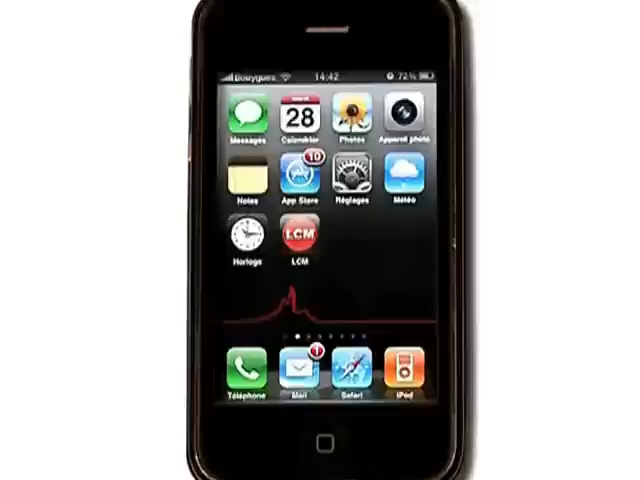 Bouygues 14:42 72%
28
Messages Calendrier Photos Appareil photo
10
Notes App Store Réglages Météo
LCM
Horloge LCM
1
Téléphone Mail Safari iPod